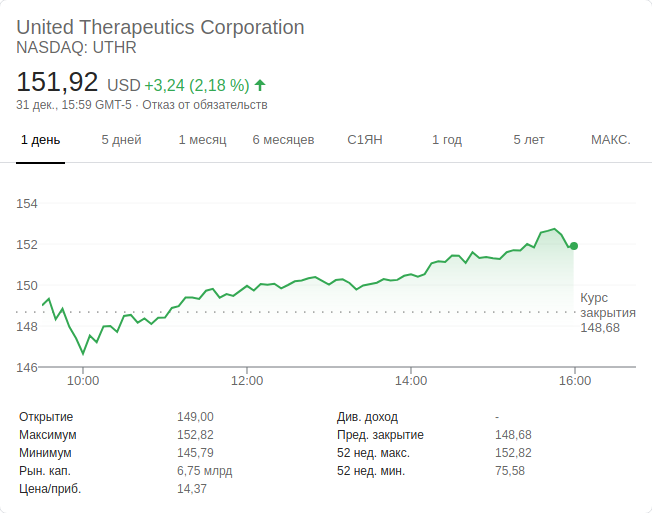 United Therapeutics Corporation
NASDAQ: UTHR
151,92 USD +3,24 (2,18 %)
31 дек., 15:59 GMT-5 · Отказ от обязательств
1 день 5 дней 1 месяц 6 месяцев С1ЯН 1 год 5 лет МАКС.
154
152
150
148
146
Курс
закрытия
148,68
10:00 12:00 14:00 16:00
Открытие 149,00 Див. доход -
Максимум 152,82 Пред. закрытие 148,68
Минимум 145,79 52 нед. макс. 152,82
Рын. кап. 6,75 млрд 52 нед. мин. 75,58
Цена/приб. 14,37